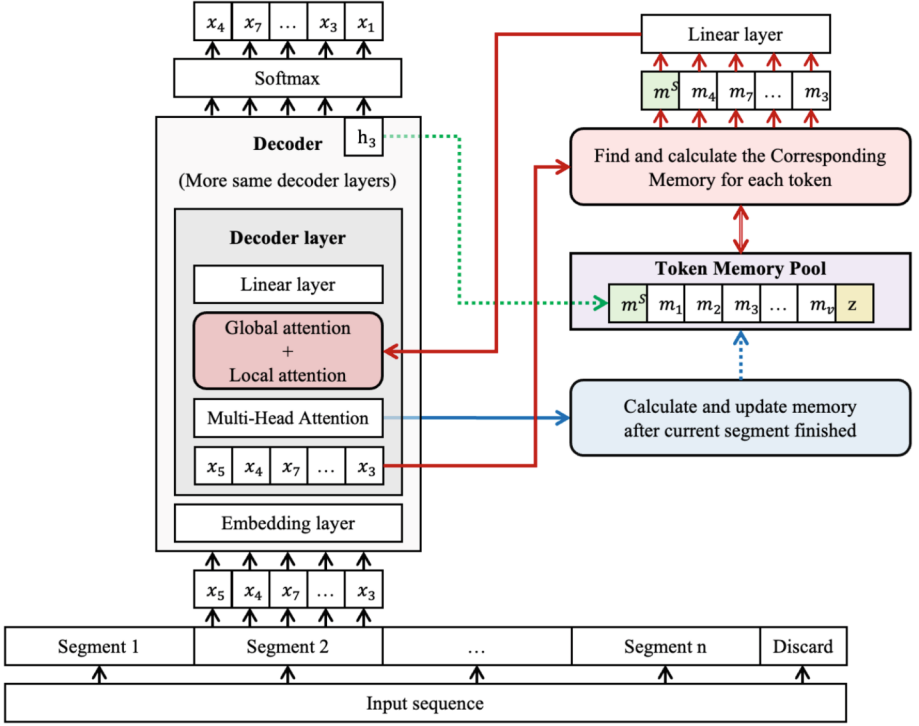 x4 x7 ... x3 x1
Softmax
Decoder
h3
(More same decoder layers)
Decoder layer
Linear layer
Global attention
+
Local attention
Multi-Head Attention
x5 x4 x7 ... x3
Embedding layer
x5 x4 x7 ... x3
Segment 1 Segment 2 ... Segment n Discard
Input sequence
Linear layer
m^S m4 m7 ... m3
Find and calculate the Corresponding
Memory for each token
Token Memory Pool
m^S m1 m2 m3 ... mv z
Calculate and update memory
after current segment finished